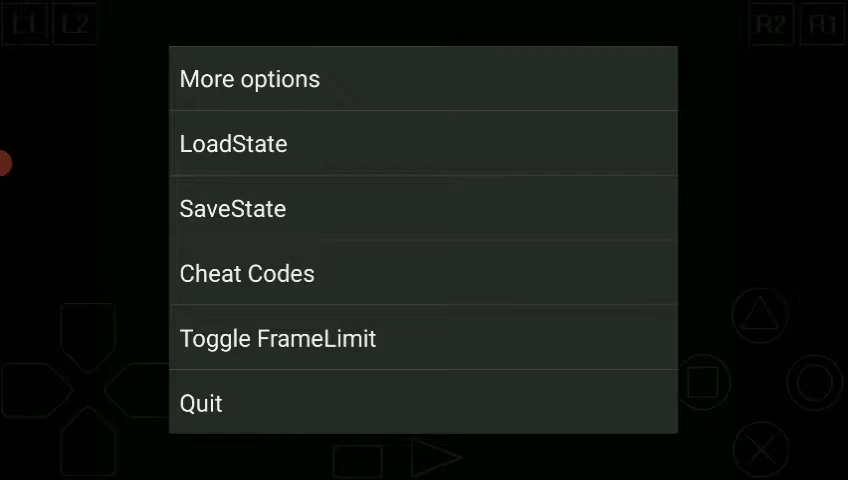 L1 L2 R2 R1
More options
LoadState
SaveState
Cheat Codes
Toggle FrameLimit
Quit